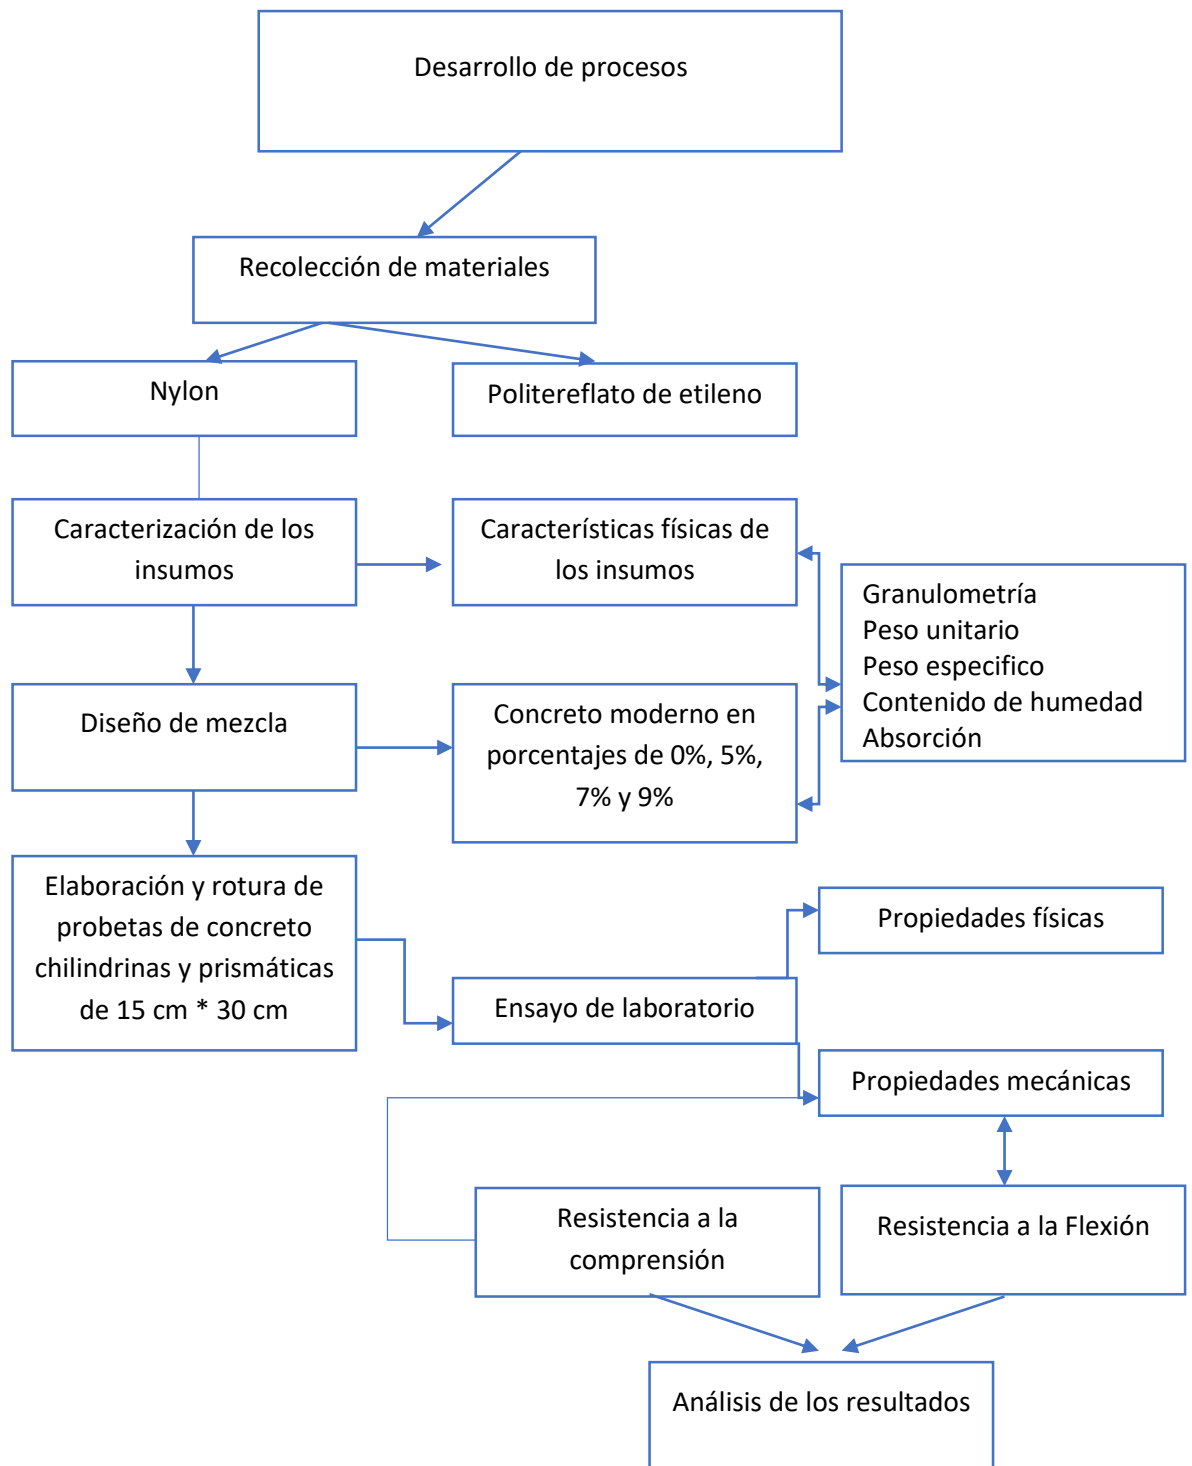 Desarrollo de procesos
Recolección de materiales
Nylon
Politereflato de etileno
Caracterización de los
insumos
Características físicas de
los insumos
Granulometría
Peso unitario
Peso especifico
Contenido de humedad
Absorción
Diseño de mezcla
Concreto moderno en
porcentajes de 0%, 5%,
7% y 9%
Elaboración y rotura de
probetas de concreto
chilindrinas y prismáticas
de 15 cm * 30 cm
Propiedades físicas
Ensayo de laboratorio
Propiedades mecánicas
Resistencia a la
comprensión
Resistencia a la Flexión
Análisis de los resultados